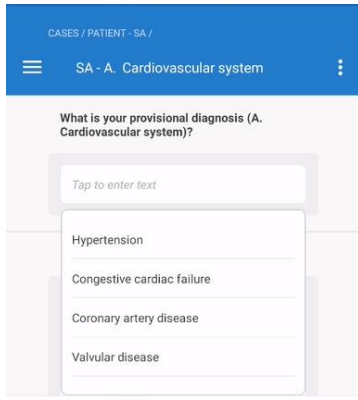 CASES / PATIENT - SA /
SA - A. Cardiovascular system
What is your provisional diagnosis (A.
Cardiovascular system)?
Tap to enter text
Hypertension
Congestive cardiac failure
Coronary artery disease
Valvular disease